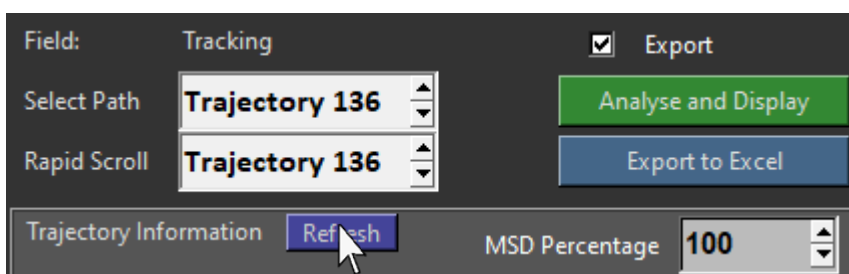 Field: Tracking Export
Select Path Trajectory 136 Analyse and Display
Rapid Scroll Trajectory 136 Export to Excel
Trajectory Information Refresh MSD Percentage 100